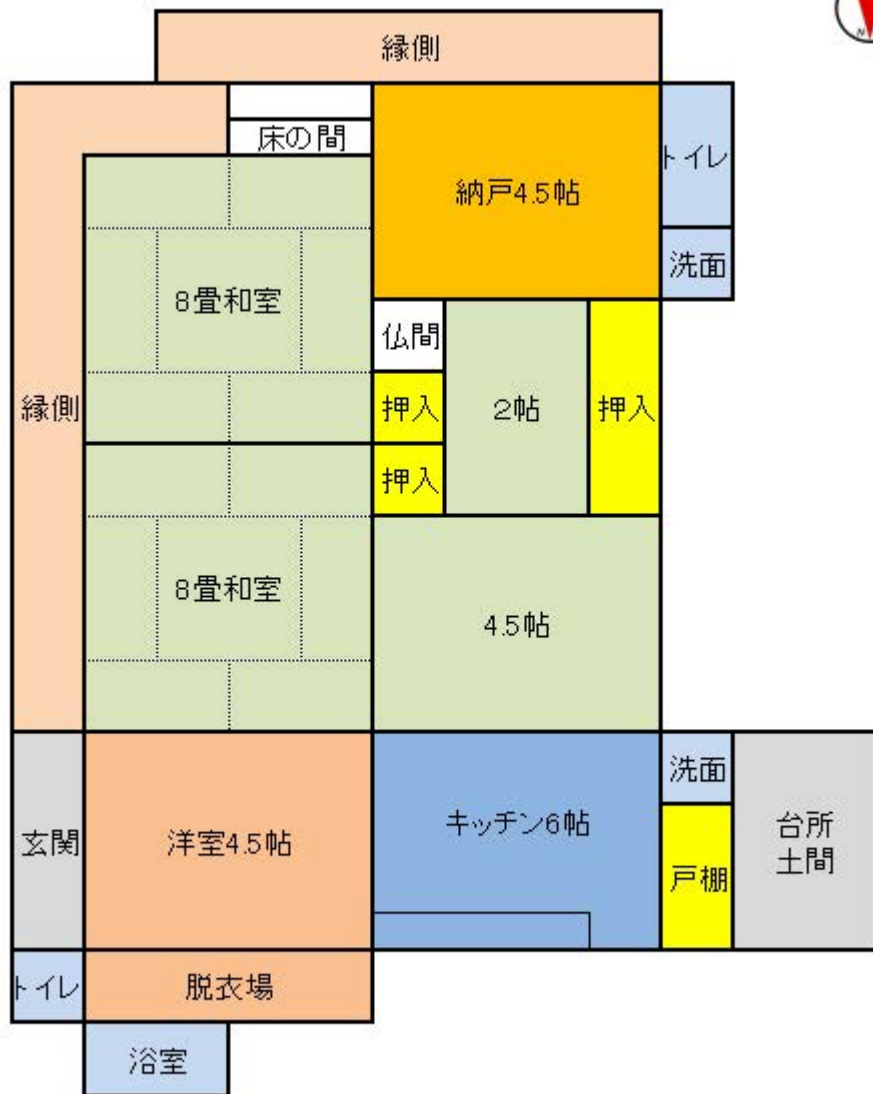 縁側
床の間
納戸4.5帖
トイレ
洗面
8畳和室
仏間
縁側
押入
2帖
押入
押入
8畳和室
4.5帖
玄関
洋室4.5帖
キッチン6帖
洗面
戸棚
台所
土間
トイレ
脱衣場
浴室
N